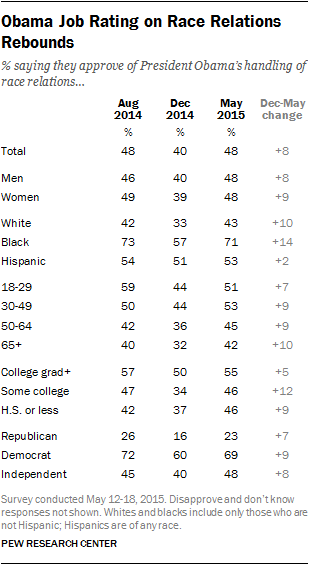 Obama Job Rating on Race Relations
Rebounds
% saying they approve of President Obama's handling of
race relations...
Aug 2014 Dec 2014 May 2015 Dec-May change
% % %
Total 48 40 48 +8
Men 46 40 48 +8
Women 49 39 48 +9
White 42 33 43 +10
Black 73 57 71 +14
Hispanic 54 51 53 +2
18-29 59 44 51 +7
30-49 50 44 53 +9
50-64 42 36 45 +9
65+ 40 32 42 +10
College grad+ 57 50 55 +5
Some college 47 34 46 +12
H.S. or less 42 37 46 +9
Republican 26 16 23 +7
Democrat 72 60 69 +9
Independent 45 40 48 +8
Survey conducted May 12-18, 2015. Disapprove and don't know
responses not shown. Whites and blacks include only those who are
not Hispanic; Hispanics are of any race.
PEW RESEARCH CENTER